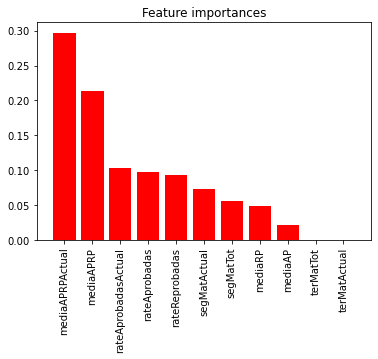 Feature importances
0.30
0.25
0.20
0.15
0.10
0.05
0.00
mediaAPRPActual
mediaAPRP
rateAprobadasActual
rateAprobadas
rateReprobadas
segMatActual
segMatTot
mediaRP
mediaAP
terMatTot
terMatActual